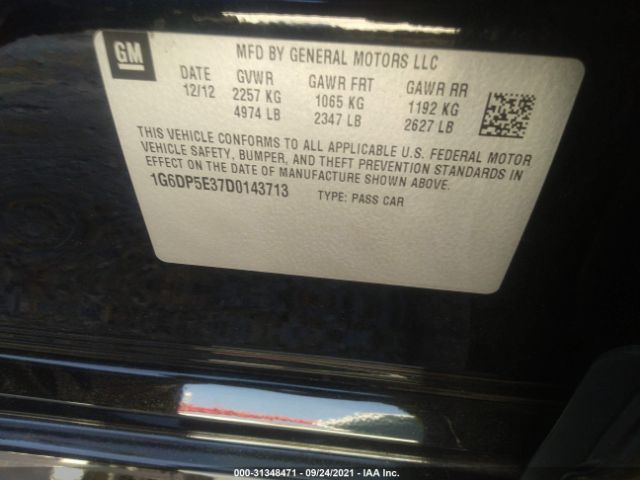 GM
MFD BY GENERAL MOTORS LLC
DATE GVWR GAWR FRT GAWR RR
12/12 2257 KG 1065 KG 1192 KG
4974 LB 2347 LB 2627 LB
THIS VEHICLE CONFORMS TO ALL APPLICABLE U.S. FEDERAL MOTOR
VEHICLE SAFETY, BUMPER, AND THEFT PREVENTION STANDARDS IN
EFFECT ON THE DATE OF MANUFACTURE SHOWN ABOVE.
1G6DP5E37D0143713 TYPE: PASS CAR
000-31348471 - 09/24/2021 - IAA Inc.